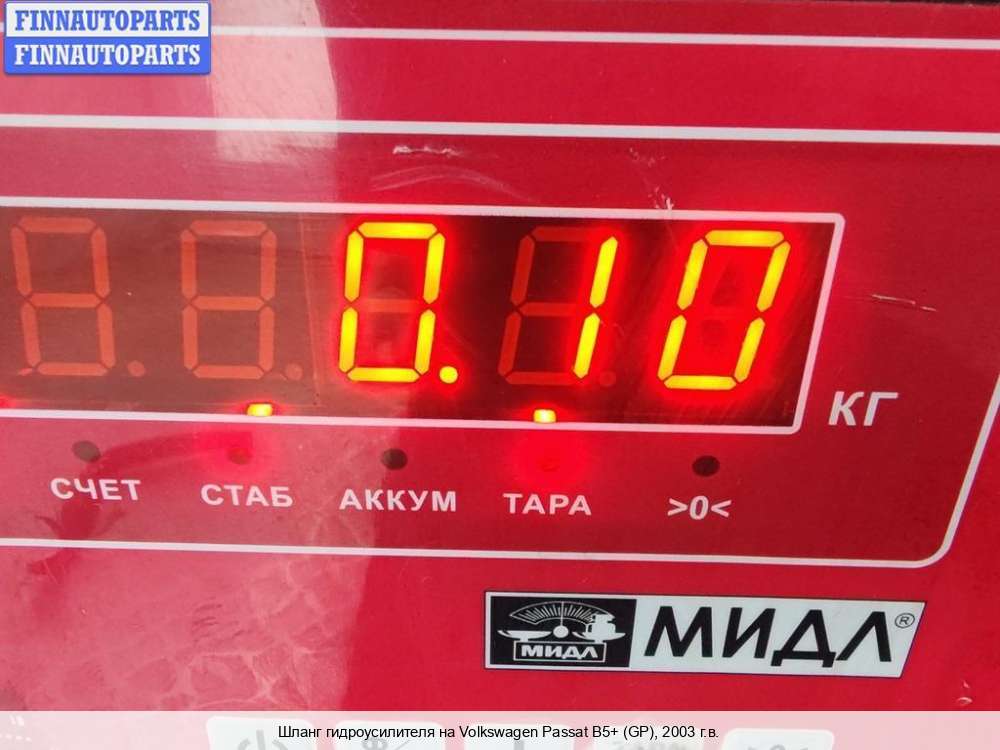 FINNAUTOPARTS
FINNAUTOPARTS
0.10
КГ
СЧЕТ СТАБ АККУМ ТАРА >0<
МИДЛ МИДЛ®
Шланг гидроусилителя на Volkswagen Passat B5+ (GP), 2003 г.в.